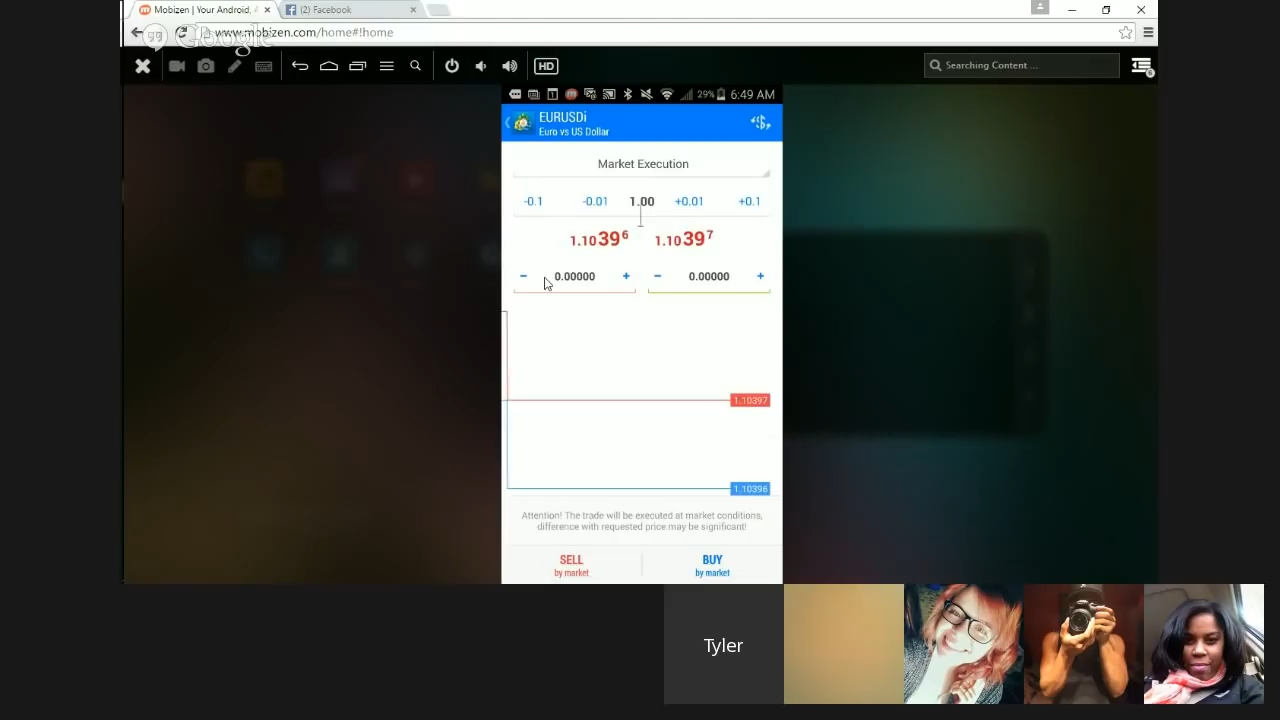 Mobizen | Your Android, A
(2) Facebook
Google
www.mobizen.com/home#!home
HD
Searching Content ...
6
1
29%
6:49 AM
EURUSDi
Euro vs US Dollar
Market Execution
-0.1 -0.01 1.00 +0.01 +0.1
1.10396 1.10397
- 0.00000 + - 0.00000 +
1.10397
1.10396
Attention! The trade will be executed at market conditions,
difference with requested price may be significant!
SELL
by market
BUY
by market
Tyler